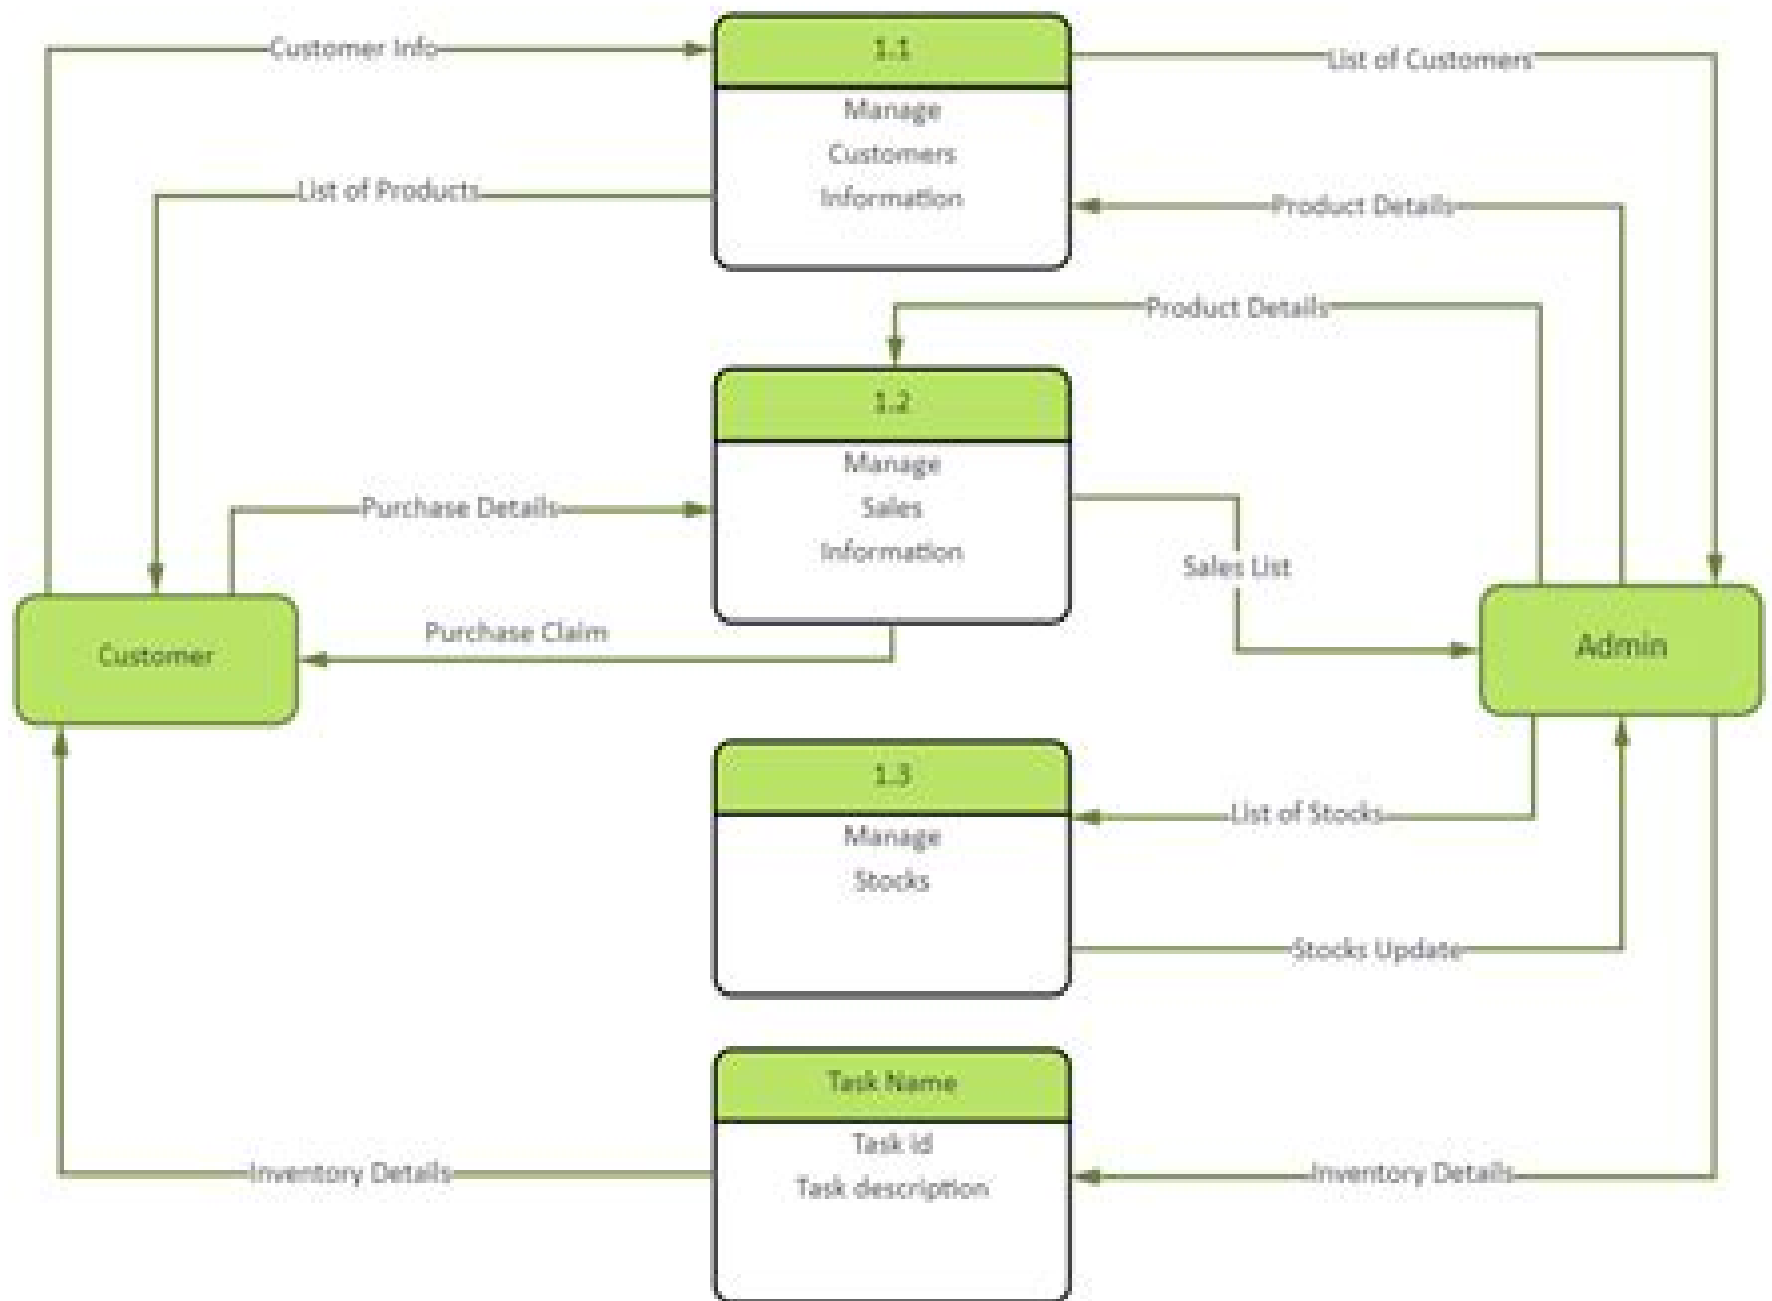 Customer Info
1.1
List of Customers
Manage
Customers
Information
List of Products
Product Details
Product Details
1.2
Manage
Sales
Information
Purchase Details
Sales List
Purchase Claim
Customer
Admin
1.3
Manage
Stocks
List of Stocks
Stocks Update
Task Name
Task id
Task description
Inventory Details
Inventory Details